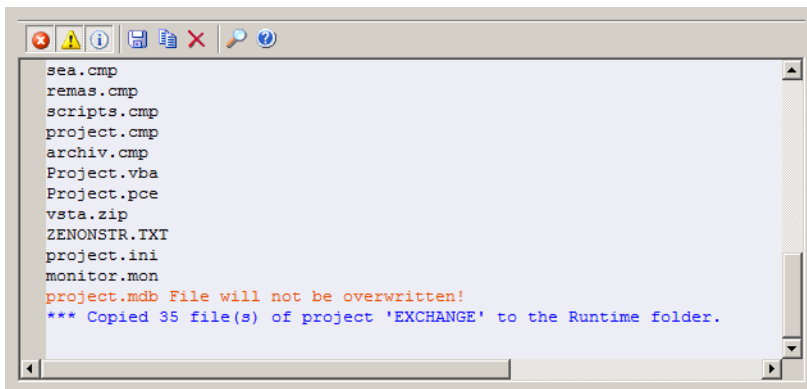 sea.cmp
remas.cmp
scripts.cmp
project.cmp
archiv.cmp
Project.vba
Project.pce
vsta.zip
ZENONSTR.TXT
project.ini
monitor.mon
project.mdb File will not be overwritten!
*** Copied 35 file(s) of project 'EXCHANGE' to the Runtime folder.